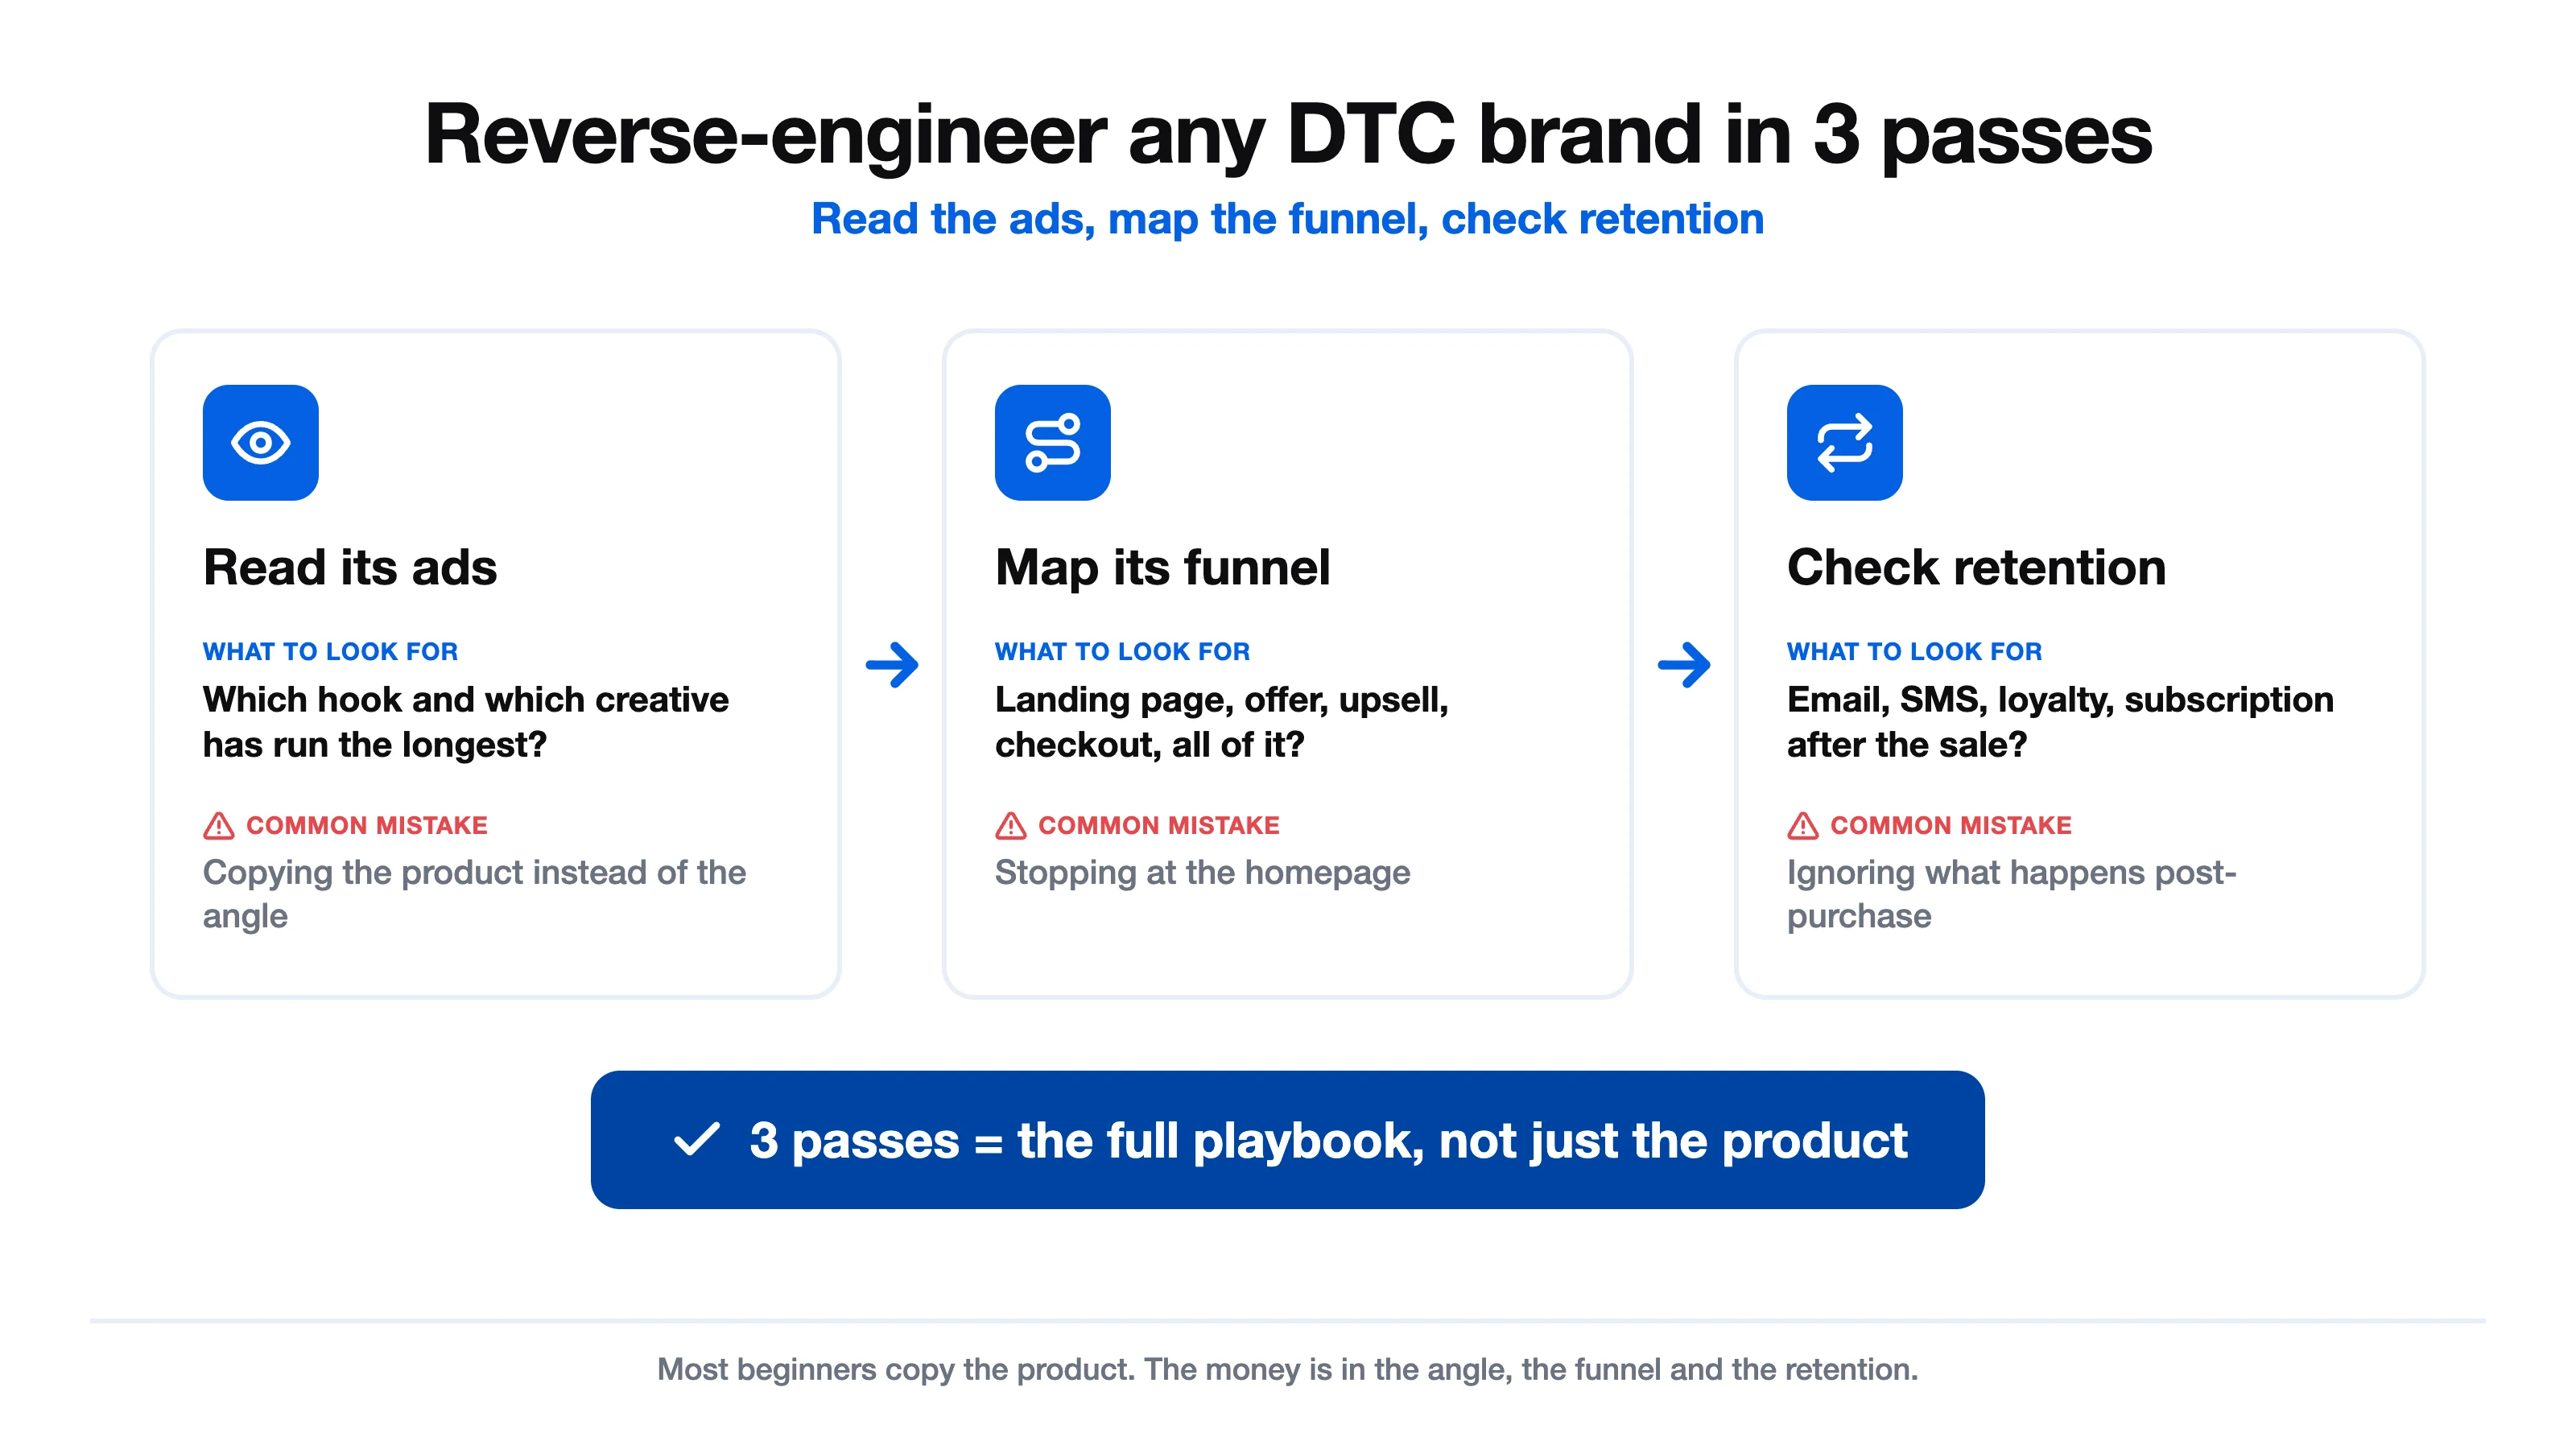 Reverse-engineer any DTC brand in 3 passes
Read the ads, map the funnel, check retention
Read its ads
WHAT TO LOOK FOR
Which hook and which creative
has run the longest?
COMMON MISTAKE
Copying the product instead of the
angle
Map its funnel
WHAT TO LOOK FOR
Landing page, offer, upsell,
checkout, all of it?
COMMON MISTAKE
Stopping at the homepage
Check retention
WHAT TO LOOK FOR
Email, SMS, loyalty, subscription
after the sale?
COMMON MISTAKE
Ignoring what happens post-
purchase
3 passes = the full playbook, not just the product
Most beginners copy the product. The money is in the angle, the funnel and the retention.